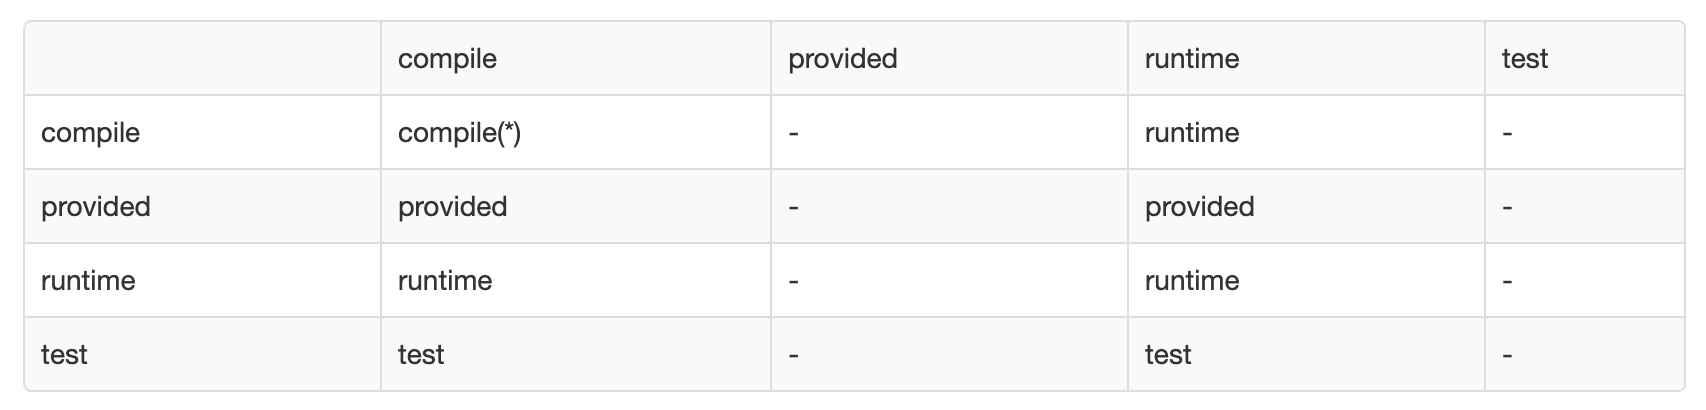 compile provided runtime test
compile compile(*) - runtime -
provided provided - provided -
runtime runtime - runtime -
test test - test -